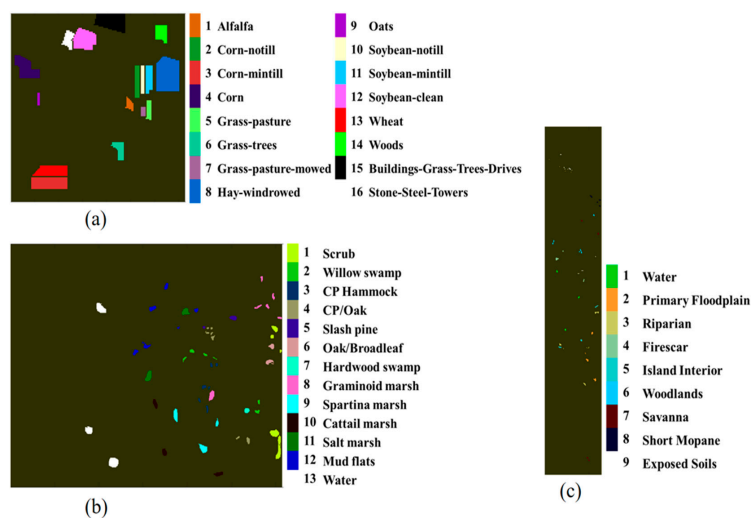 1 Alfalfa
2 Corn-notill
3 Corn-mintill
4 Corn
5 Grass-pasture
6 Grass-trees
7 Grass-pasture-mowed
8 Hay-windrowed
9 Oats
10 Soybean-notill
11 Soybean-mintill
12 Soybean-clean
13 Wheat
14 Woods
15 Buildings-Grass-Trees-Drives
16 Stone-Steel-Towers
(a)
1 Scrub
2 Willow swamp
3 CP Hammock
4 CP/Oak
5 Slash pine
6 Oak/Broadleaf
7 Hardwood swamp
8 Graminoid marsh
9 Spartina marsh
10 Cattail marsh
11 Salt marsh
12 Mud flats
13 Water
(b)
1 Water
2 Primary Floodplain
3 Riparian
4 Firescar
5 Island Interior
6 Woodlands
7 Savanna
8 Short Mopane
9 Exposed Soils
(c)